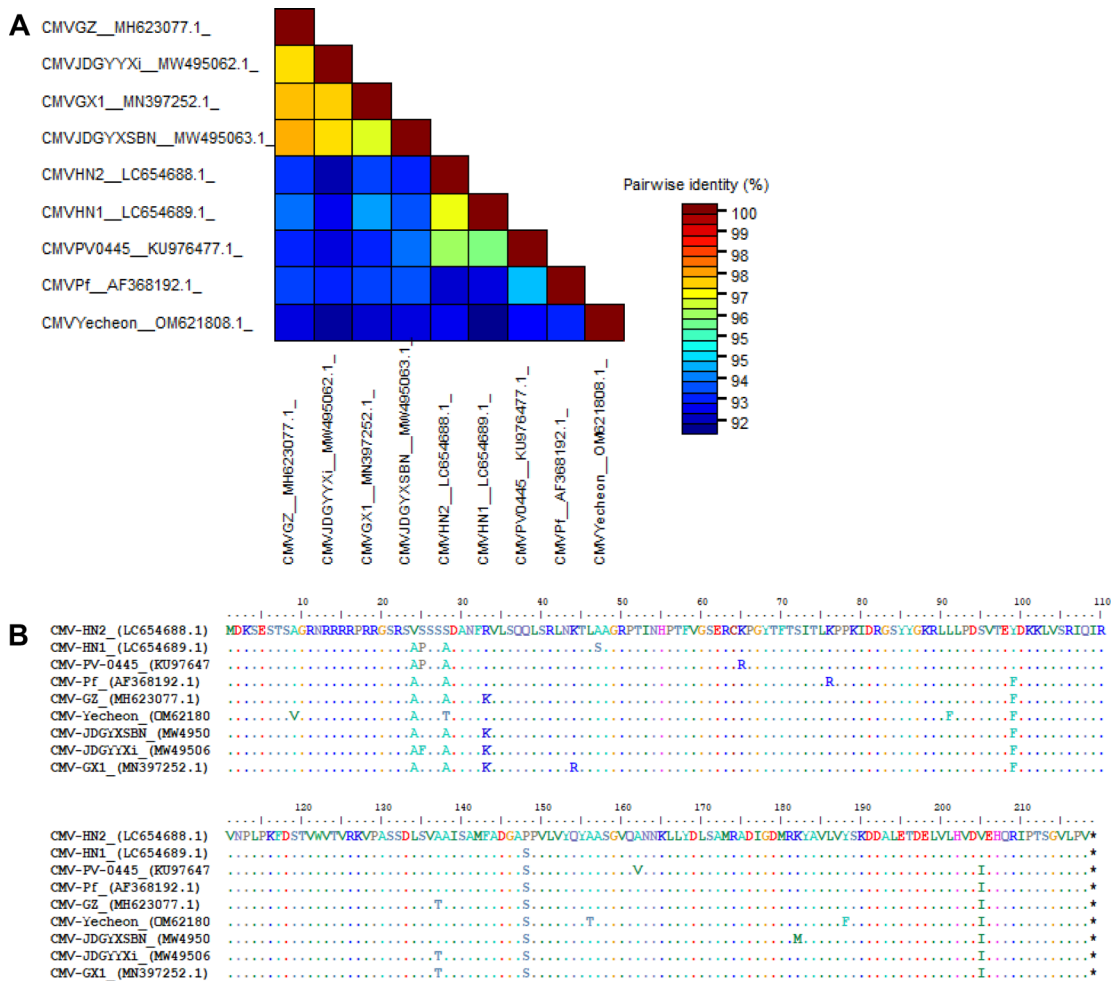 A
CMVGZ__MH623077.1_
CMVJDGYYXi__MW495062.1_
CMVGX1__MN397252.1_
CMVJDGYXSBN__MW495063.1_
CMVHN2__LC654688.1_
CMVHN1__LC654689.1_
CMVPV0445__KU976477.1_
CMVPf__AF368192.1_
CMVYecheon__OM621808.1_
Pairwise identity (%)
100
99
98
98
97
96
95
95
94
93
92
CMVGZ__MH623077.1_
CMVJDGYYXi__MW495062.1_
CMVGX1__MN397252.1_
CMVJDGYXSBN__MW495063.1_
CMVHN2__LC654688.1_
CMVHN1__LC654689.1_
CMVPV0445__KU976477.1_
CMVPf__AF368192.1_
CMVYecheon__OM621808.1_
B
10 20 30 40 50 60 70 80 90 100 110
CMV-HN2_(LC654688.1) MDKSESTSAGRNRRRRPRRGSRSVSSSSDANFRVLSQQLSRLNKTLAAGRPTINHPTFVGSERCKPGYTFTSITLKPPKIDRGSYYGKRLLLPDSVTEYDKKLVSRIQIR
CMV-HN1_(LC654689.1) .......................AP..A..................S...............................................................
CMV-PV-0445_(KU97647 .......................AP..A....................................R.............................................
CMV-Pf_(AF368192.1) .......................A...A...............................................R......................F...........
CMV-GZ_(MH623077.1) .......................A...A....K.................................................................F...........
CMV-Yecheon_(OM62180 ........V..............A...T..............................................................F.......F...........
CMV-JDGYXSBN_(MW4950 .......................A...A....K.................................................................F...........
CMV-JDGYYXi_(MW49506 .......................AF..A....K.................................................................F...........
CMV-GX1_(MN397252.1) .......................A...A....K..........R......................................................F...........
120 130 140 150 160 170 180 190 200 210
CMV-HN2_(LC654688.1) VNPLPKFDSTVWVTVRKVPASSDLSVAAISAMFADGAPPVLVYQYAASGVQANNKLLYDLSAMRADIGDMRKYAVLVYSKDDALETDELVLHVDVEHQRIPTSGVLPV*
CMV-HN1_(LC654689.1) .....................................S......................................................................*
CMV-PV-0445_(KU97647 .....................................S.............V..........................................I.............*
CMV-Pf_(AF368192.1) .....................................S........................................................I.............*
CMV-GZ_(MH623077.1) ..........................T..........S........................................................I.............*
CMV-Yecheon_(OM62180 .....................................S.......T...............................F................I.............*
CMV-JDGYXSBN_(MW4950 .....................................S.................................M......................I.............*
CMV-JDGYYXi_(MW49506 ..........................T..........S........................................................I.............*
CMV-GX1_(MN397252.1) ..........................T..........S........................................................I.............*